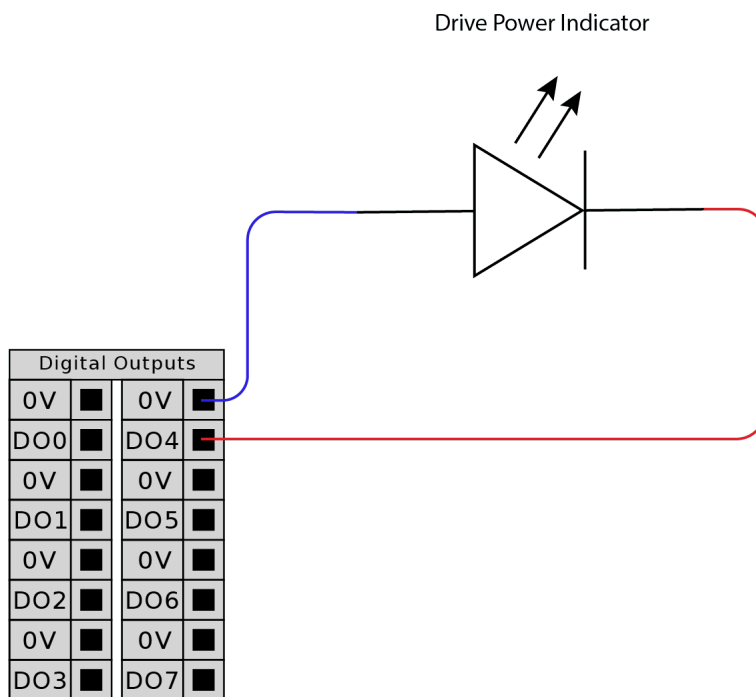 Drive Power Indicator
Digital Outputs
0V 0V
DO0 DO4
0V 0V
DO1 DO5
0V 0V
DO2 DO6
0V 0V
DO3 DO7